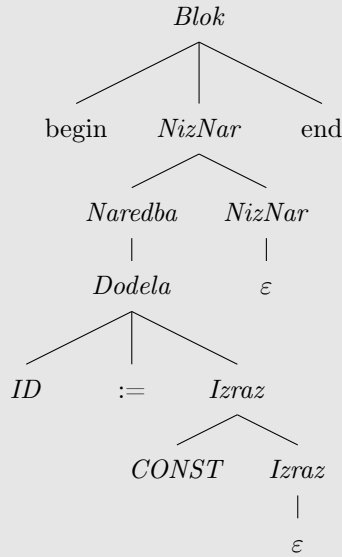 Blok
begin NizNar end
Naredba NizNar
Dodela ε
ID := Izraz
CONST Izraz
ε